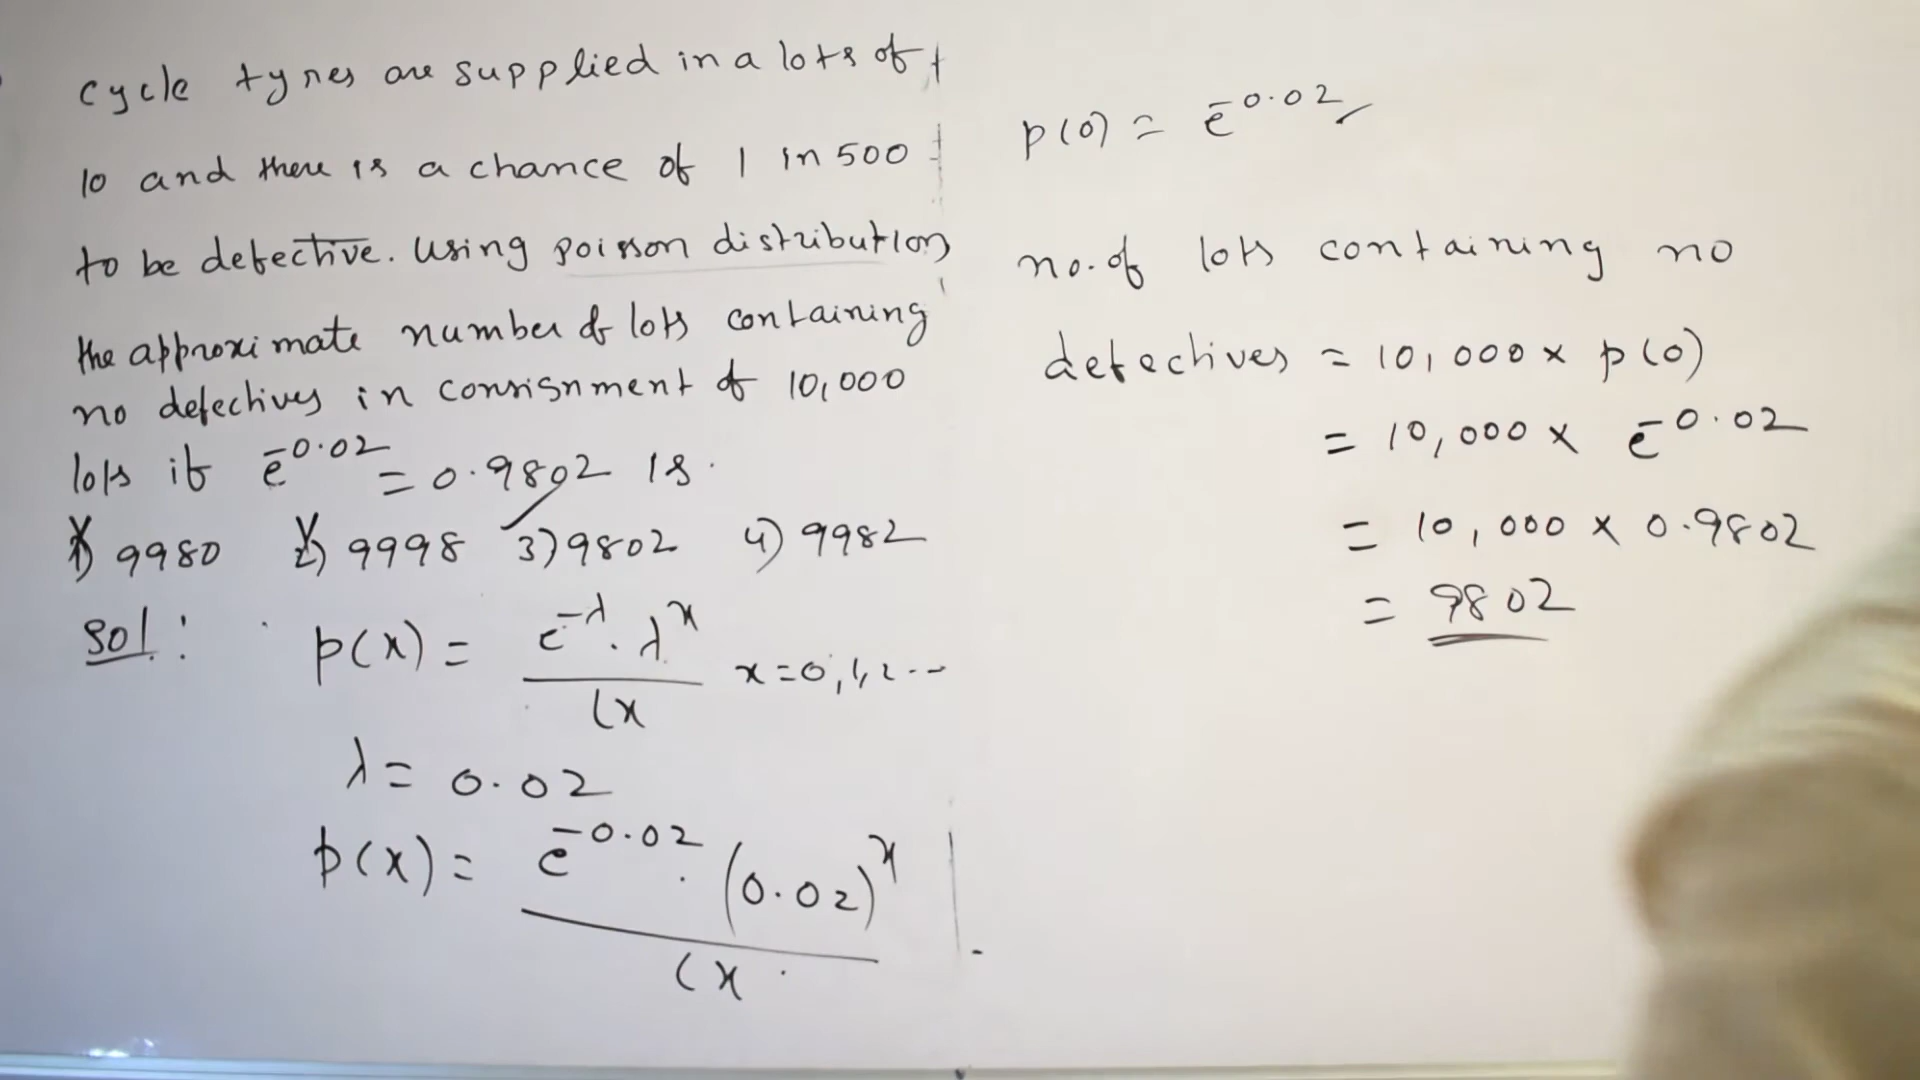 cycle tyres are supplied in a lots of
10 and there is a chance of 1 in 500
to be defective. Using poisson distribution
the approximate number of lots containing
no defectives in consignment of 10,000
lots if e^-0.02 = 0.9802 is.
1) 9980 2) 9998 3) 9802 4) 9982
Sol:
p(x) = e^-λ . λ^x / ⌊x x = 0, 1, 2 ---
λ = 0.02
p(x) = e^-0.02 . (0.02)^x / ⌊x .
p(0) = e^-0.02
no. of lots containing no
defectives = 10,000 × p(0)
= 10,000 × e^-0.02
= 10,000 × 0.9802
= 9802